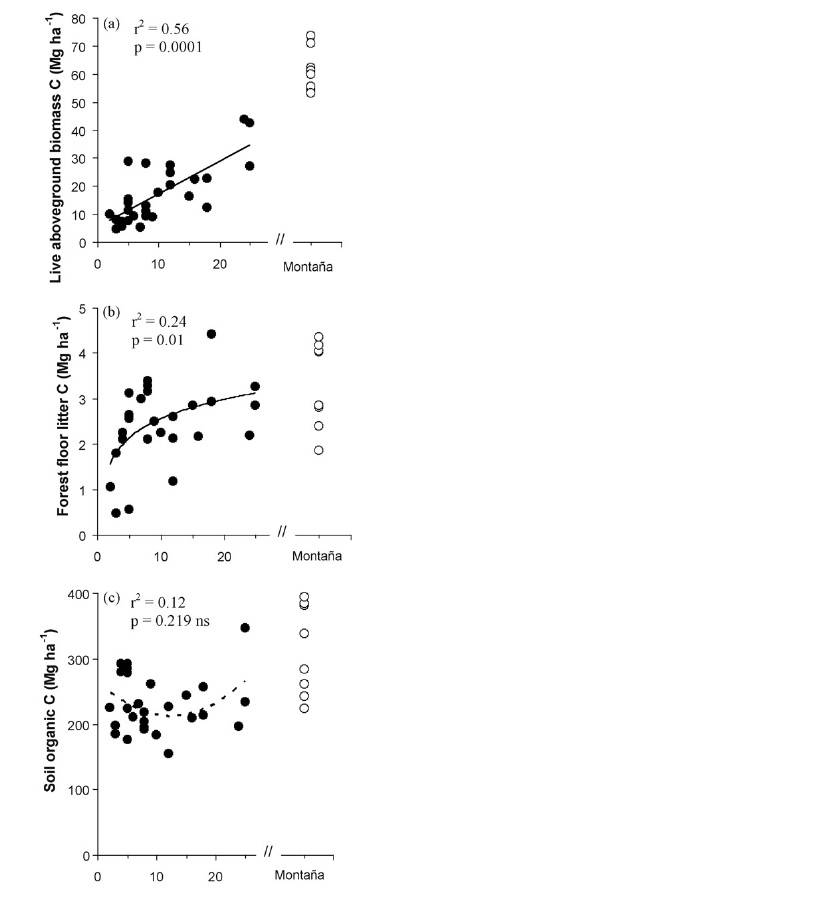 (a)
r² = 0.56
p = 0.0001
Live aboveground biomass C (Mg ha⁻¹)
80
70
60
50
40
30
20
10
0
0 10 20 // Montaña
(b)
r² = 0.24
p = 0.01
Forest floor litter C (Mg ha⁻¹)
5
4
3
2
1
0
0 10 20 // Montaña
(c)
r² = 0.12
p = 0.219 ns
Soil organic C (Mg ha⁻¹)
400
300
200
100
0
0 10 20 // Montaña